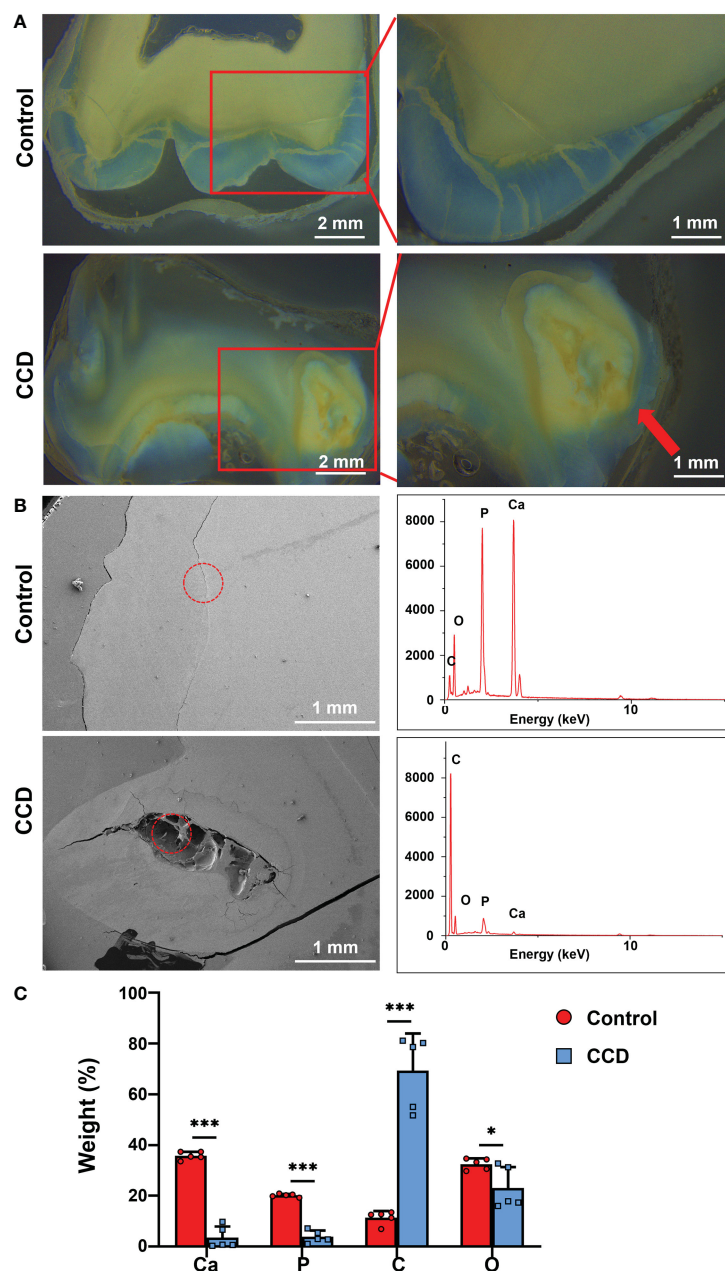 A
Control
2 mm
1 mm
CCD
2 mm
1 mm
B
Control
1 mm
8000
6000
4000
2000
0
C
O
P
Ca
0
10
Energy (keV)
CCD
1 mm
8000
6000
4000
2000
0
C
O
P
Ca
10
Energy (keV)
C
Weight (%)
100
80
60
40
20
0
***
***
***
*
Ca
P
C
O
Control
CCD